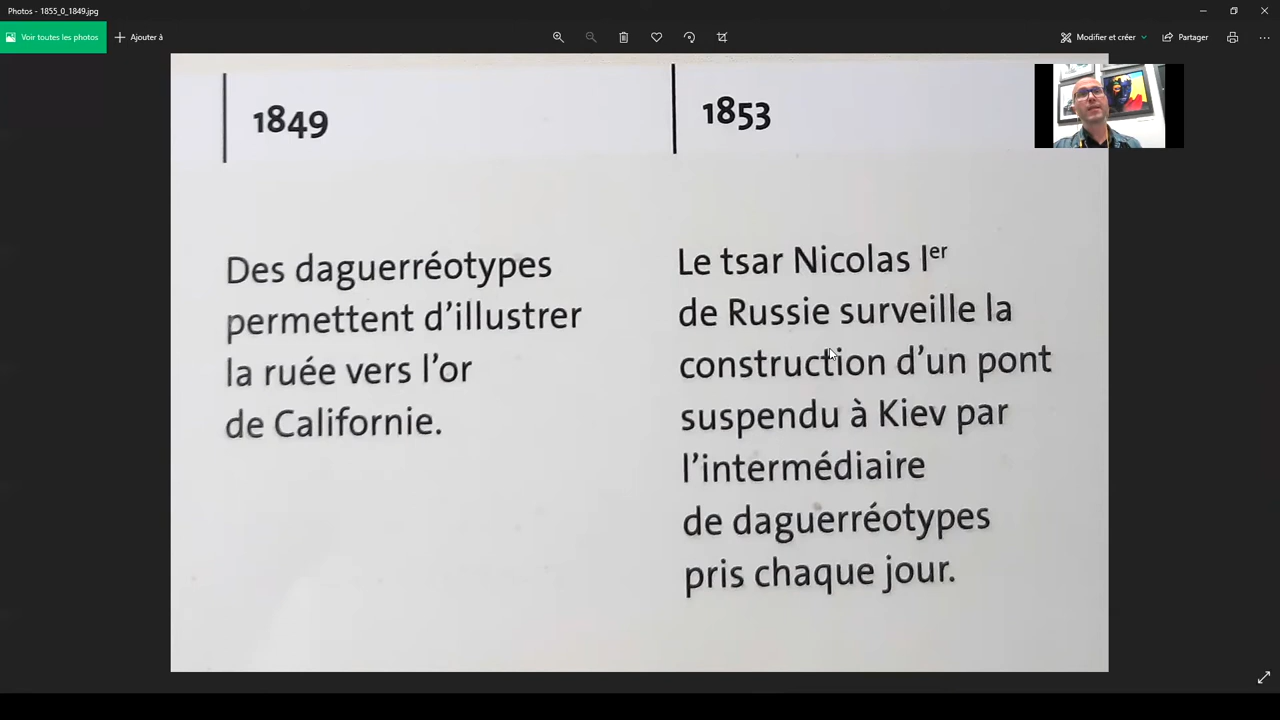 Photos - 1855_0_1849.jpg
Voir toutes les photos
Ajouter à
Modifier et créer
Partager
1849
1853
Des daguerréotypes
permettent d'illustrer
la ruée vers l'or
de Californie.
Le tsar Nicolas Ier
de Russie surveille la
construction d'un pont
suspendu à Kiev par
l'intermédiaire
de daguerréotypes
pris chaque jour.